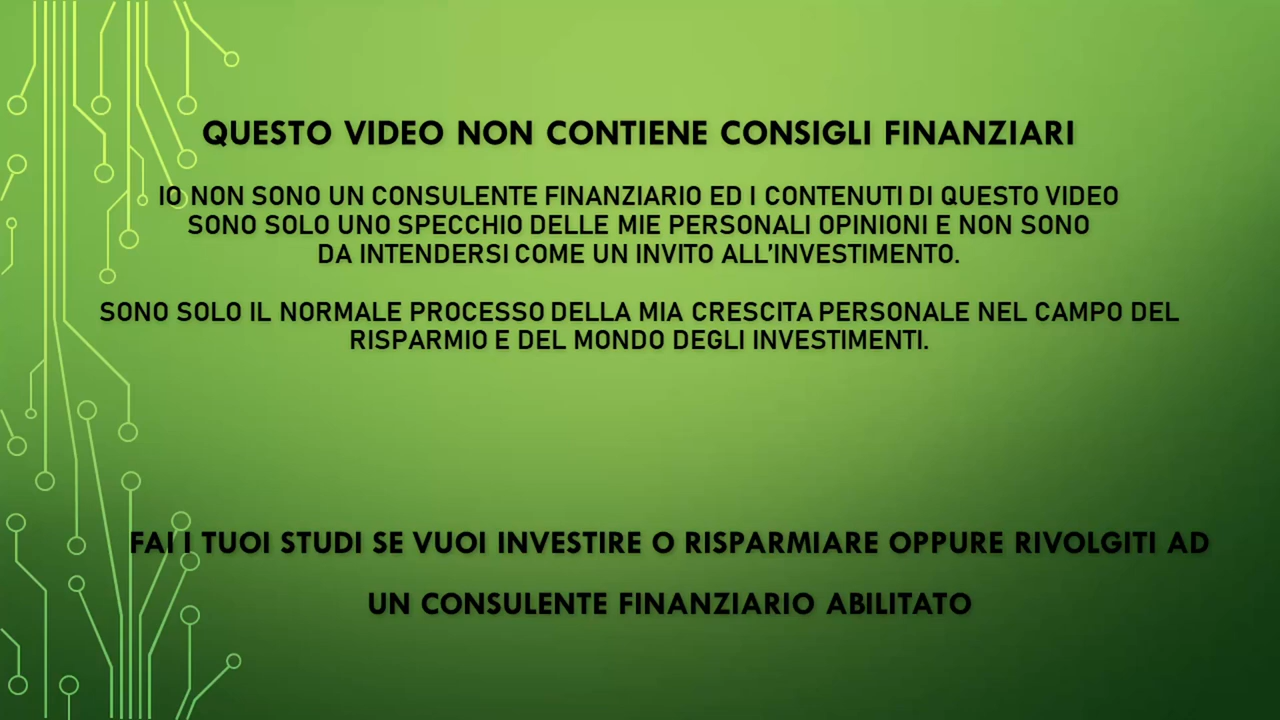 QUESTO VIDEO NON CONTIENE CONSIGLI FINANZIARI
IO NON SONO UN CONSULENTE FINANZIARIO ED I CONTENUTI DI QUESTO VIDEO
SONO SOLO UNO SPECCHIO DELLE MIE PERSONALI OPINIONI E NON SONO
DA INTENDERSI COME UN INVITO ALL'INVESTIMENTO.
SONO SOLO IL NORMALE PROCESSO DELLA MIA CRESCITA PERSONALE NEL CAMPO DEL
RISPARMIO E DEL MONDO DEGLI INVESTIMENTI.
FAI I TUOI STUDI SE VUOI INVESTIRE O RISPARMIARE OPPURE RIVOLGITI AD
UN CONSULENTE FINANZIARIO ABILITATO